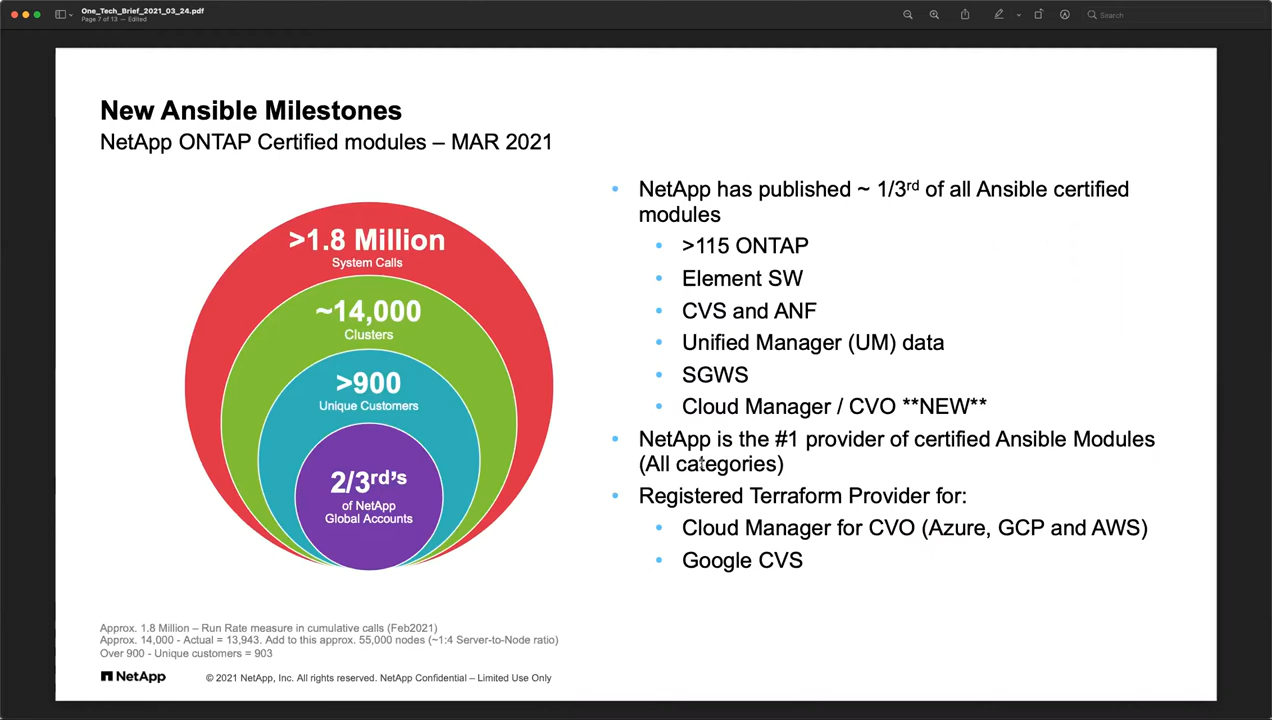 One_Tech_Brief_2021_03_24.pdf
Page 7 of 13 — Edited
Search
New Ansible Milestones
NetApp ONTAP Certified modules – MAR 2021
>1.8 Million
System Calls
~14,000
Clusters
>900
Unique Customers
2/3rd's
of NetApp
Global Accounts
• NetApp has published ~ 1/3rd of all Ansible certified
modules
• >115 ONTAP
• Element SW
• CVS and ANF
• Unified Manager (UM) data
• SGWS
• Cloud Manager / CVO **NEW**
• NetApp is the #1 provider of certified Ansible Modules
(All categories)
• Registered Terraform Provider for:
• Cloud Manager for CVO (Azure, GCP and AWS)
• Google CVS
Approx. 1.8 Million – Run Rate measure in cumulative calls (Feb2021)
Approx. 14,000 - Actual = 13,943. Add to this approx. 55,000 nodes (~1:4 Server-to-Node ratio)
Over 900 - Unique customers = 903
NetApp
© 2021 NetApp, Inc. All rights reserved. NetApp Confidential – Limited Use Only